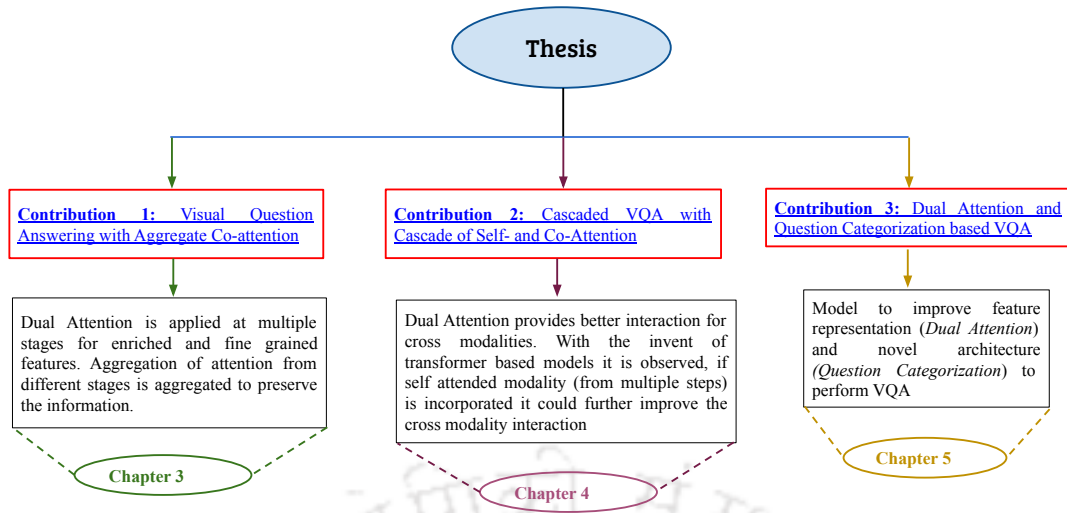 Thesis
Contribution 1: Visual Question
Answering with Aggregate Co-attention
Contribution 2: Cascaded VQA with
Cascade of Self- and Co-Attention
Contribution 3: Dual Attention and
Question Categorization based VQA
Dual Attention is applied at multiple
stages for enriched and fine grained
features. Aggregation of attention from
different stages is aggregated to preserve
the information.
Dual Attention provides better interaction for
cross modalities. With the invent of
transformer based models it is observed, if
self attended modality (from multiple steps)
is incorporated it could further improve the
cross modality interaction
Model to improve feature
representation (Dual Attention)
and novel architecture
(Question Categorization) to
perform VQA
Chapter 3
Chapter 4
Chapter 5